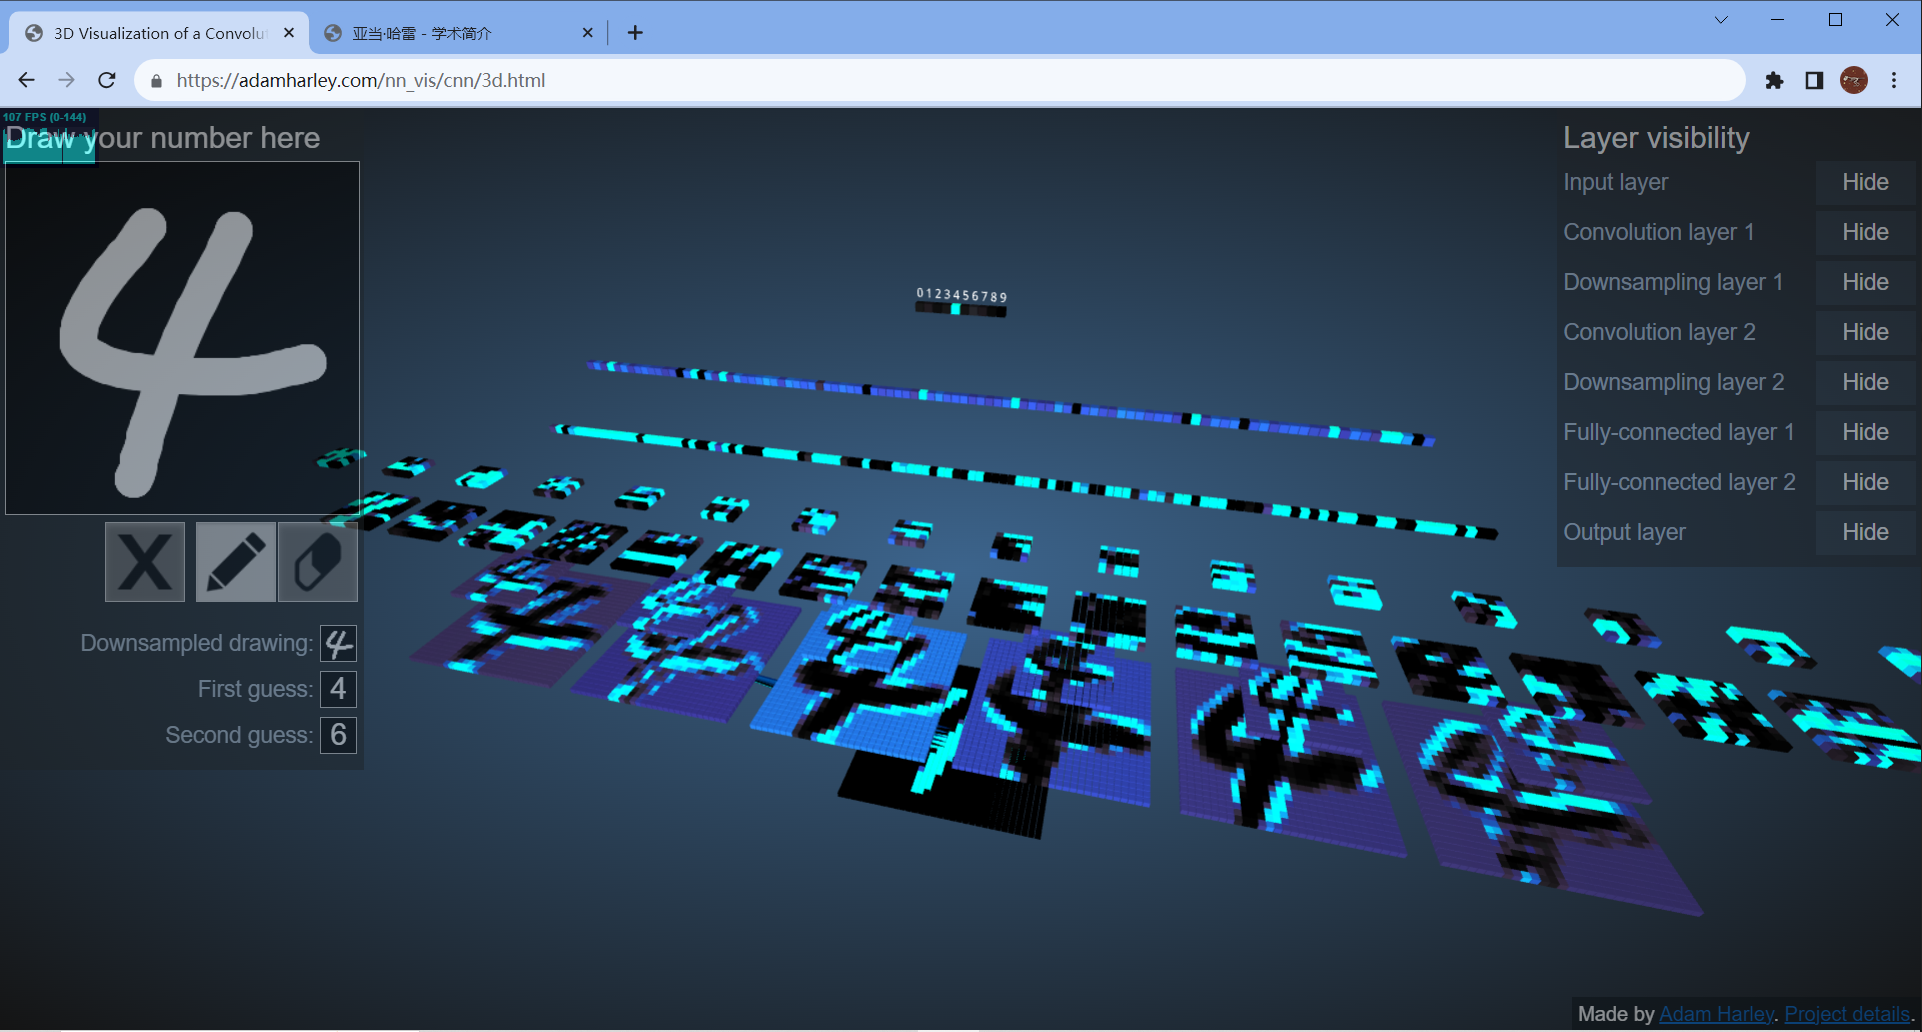 3D Visualization of a Convolut
亚当·哈雷 - 学术简介
https://adamharley.com/nn_vis/cnn/3d.html
107 FPS (0-144)
Draw your number here
4
Downsampled drawing: 4
First guess: 4
Second guess: 6
0123456789
Layer visibility
Input layer Hide
Convolution layer 1 Hide
Downsampling layer 1 Hide
Convolution layer 2 Hide
Downsampling layer 2 Hide
Fully-connected layer 1 Hide
Fully-connected layer 2 Hide
Output layer Hide
Made by Adam Harley. Project details.